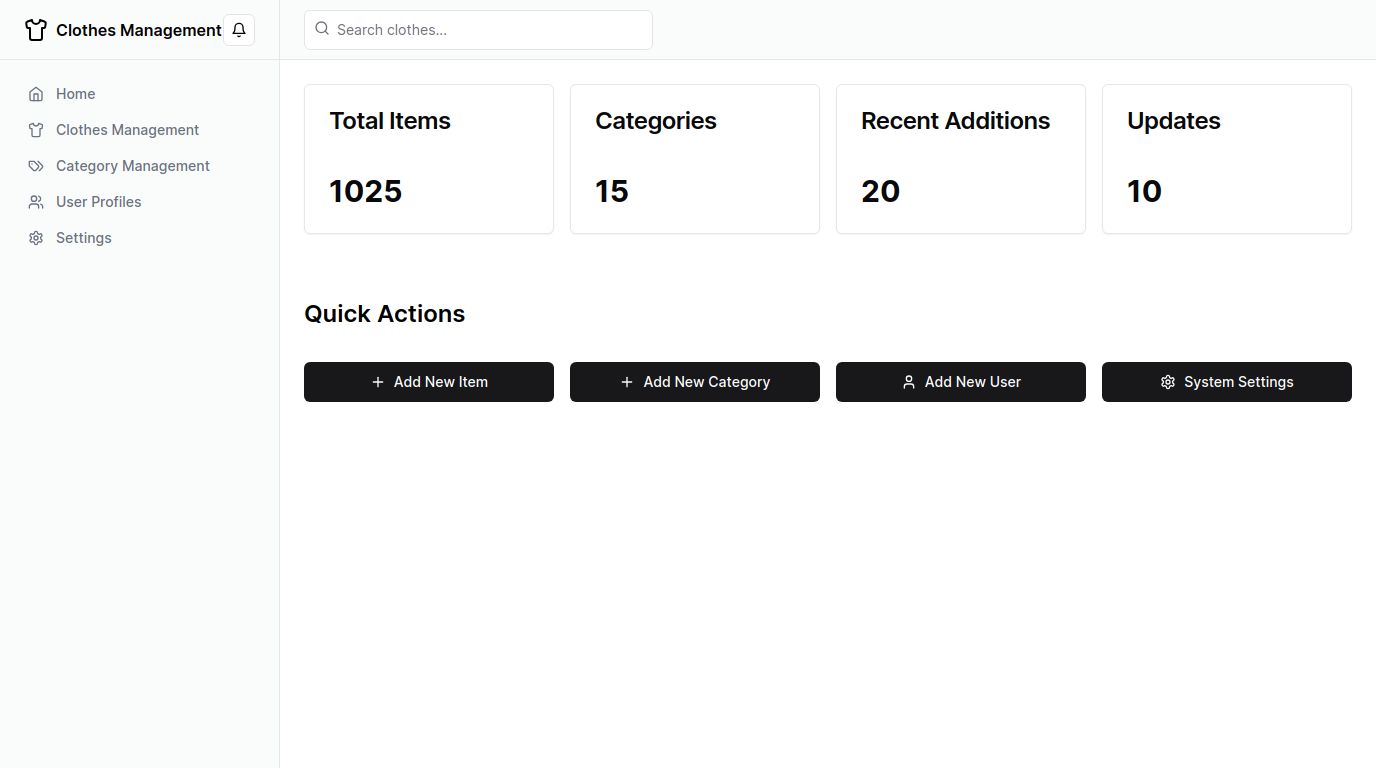 Clothes Management
Search clothes...
Home
Clothes Management
Category Management
User Profiles
Settings
Total Items
1025
Categories
15
Recent Additions
20
Updates
10
Quick Actions
Add New Item
Add New Category
Add New User
System Settings